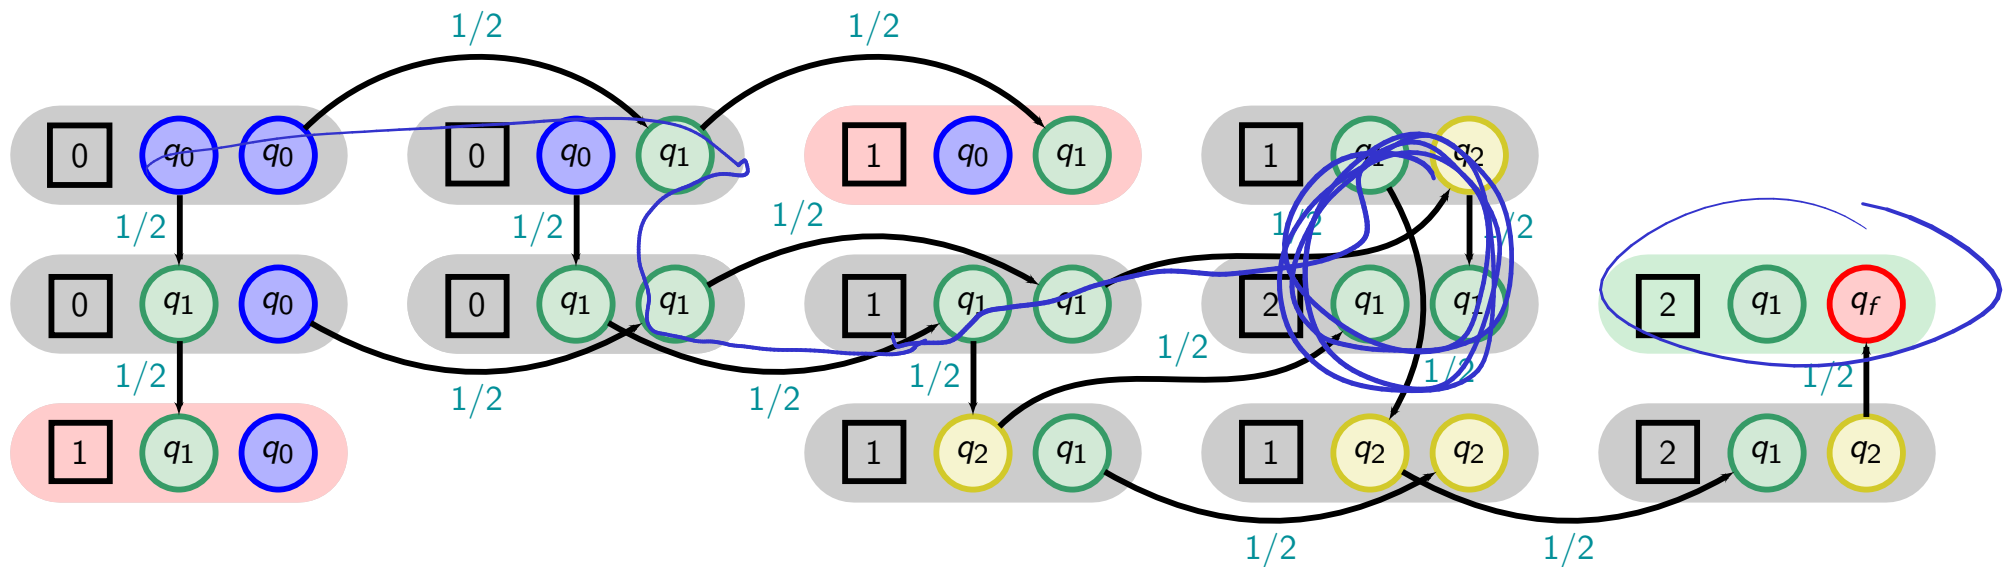 1/2 1/2
0 q0 q0 0 q0 q1 1 q0 q1 1 q1 q2
1/2 1/2 1/2 1/2 1/2
0 q1 q0 0 q1 q1 1 q1 q1 2 q1 q1 2 q1 qf
1/2 1/2 1/2 1/2 1/2 1/2 1/2
1 q1 q0 1 q2 q1 1 q2 q2 2 q1 q2
1/2 1/2